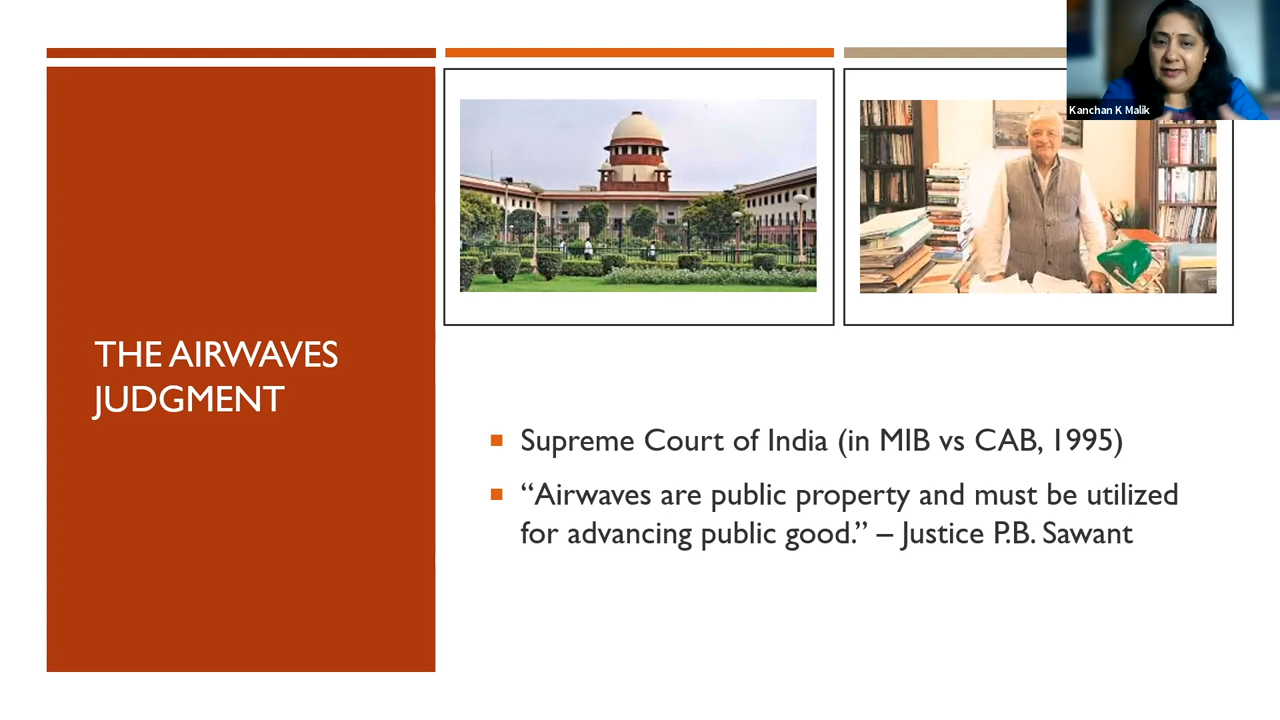 Kanchan K Malik
THE AIRWAVES
JUDGMENT
Supreme Court of India (in MIB vs CAB, 1995)
“Airwaves are public property and must be utilized
for advancing public good.” – Justice P.B. Sawant